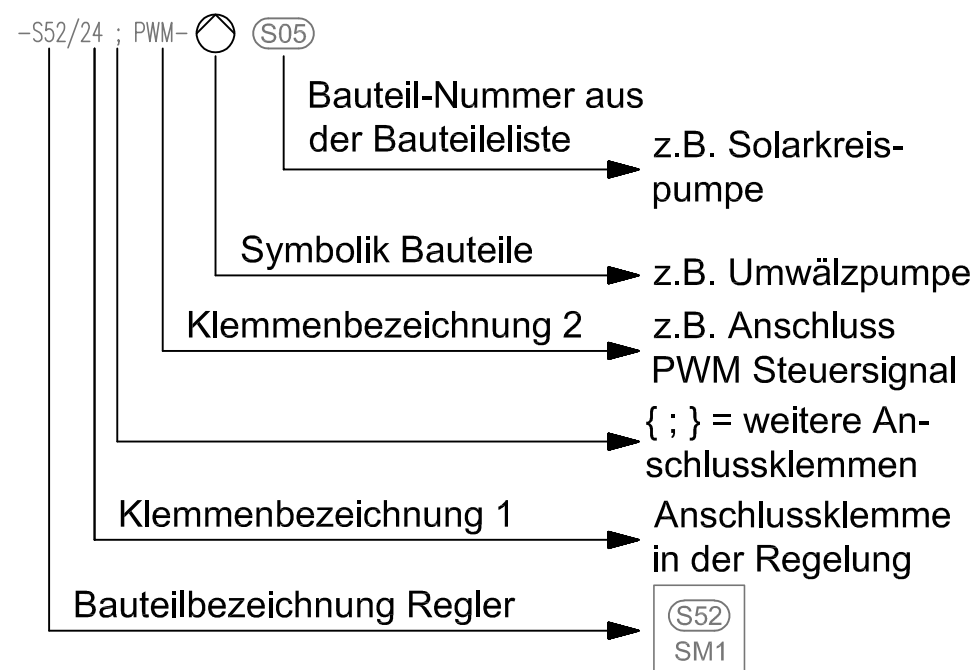 -S52/24 ; PWM- S05
Bauteil-Nummer aus
der Bauteileliste
z.B. Solarkreis-
pumpe
Symbolik Bauteile
z.B. Umwälzpumpe
Klemmenbezeichnung 2
z.B. Anschluss
PWM Steuersignal
{ ; } = weitere An-
schlussklemmen
Klemmenbezeichnung 1
Anschlussklemme
in der Regelung
Bauteilbezeichnung Regler
S52
SM1